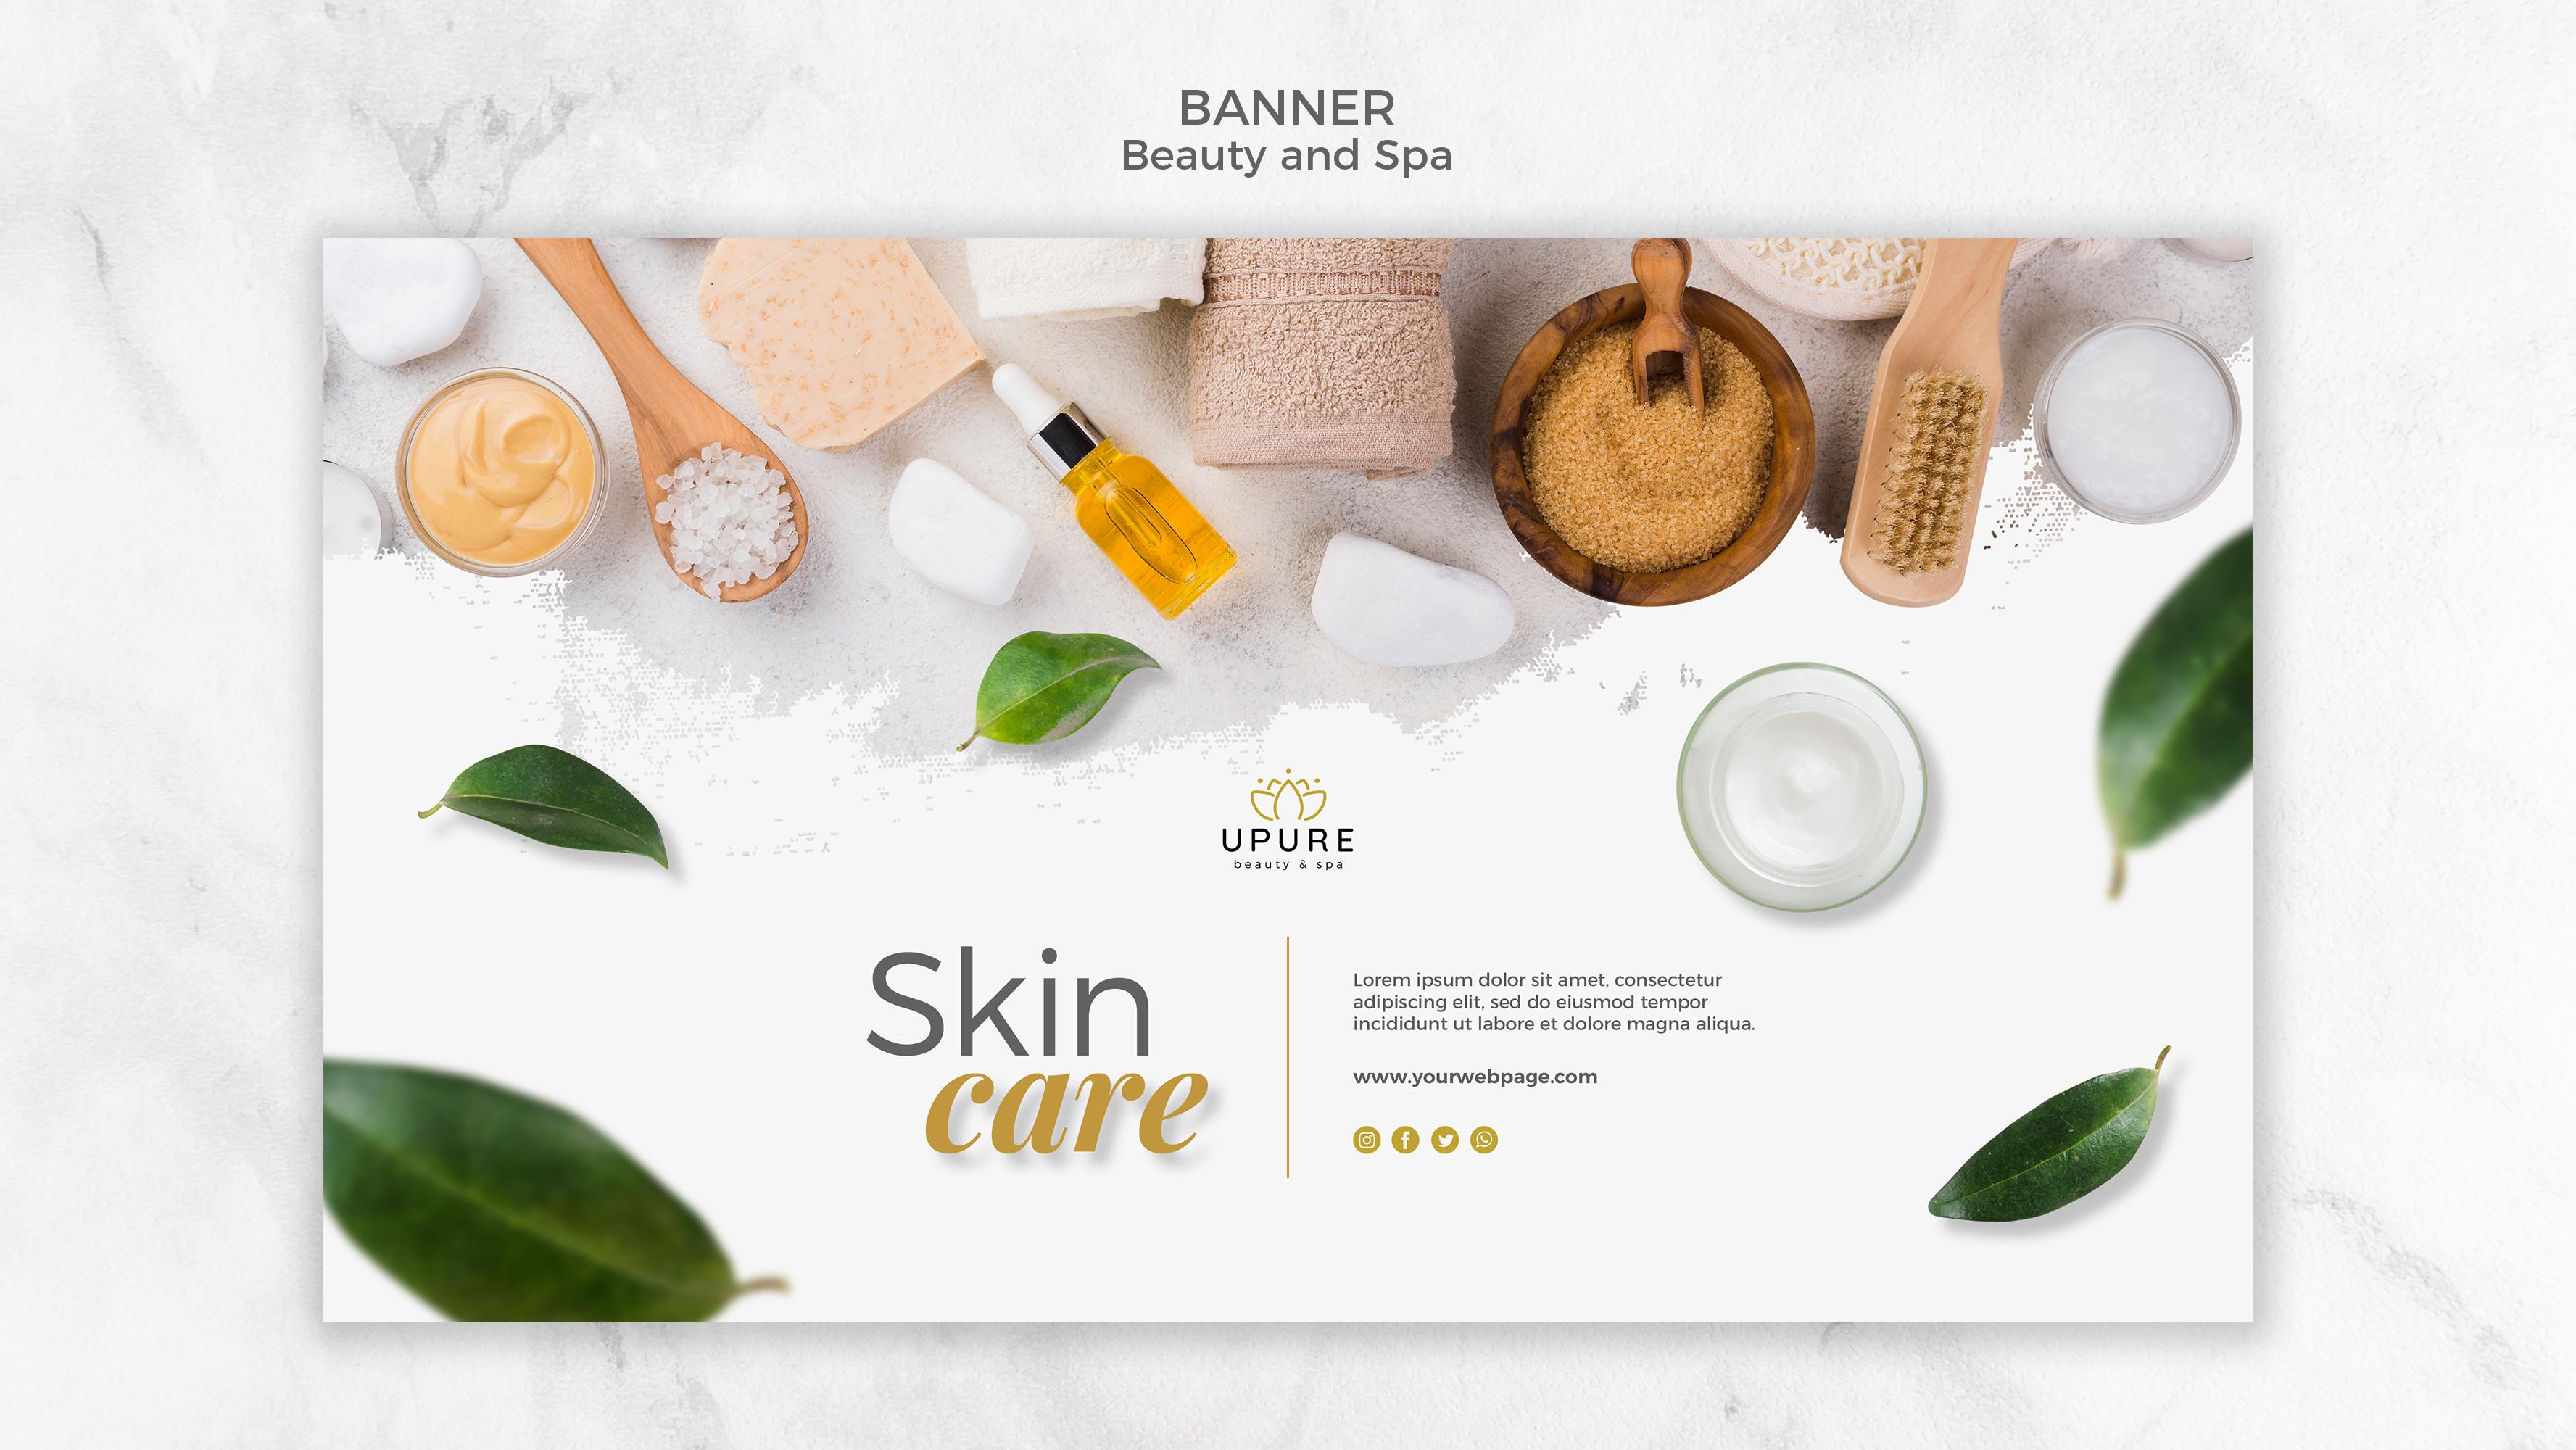 BANNER
Beauty and Spa
UPURE
beauty & spa
Skin
care
Lorem ipsum dolor sit amet, consectetur
adipiscing elit, sed do eiusmod tempor
incididunt ut labore et dolore magna aliqua.
www.yourwebpage.com